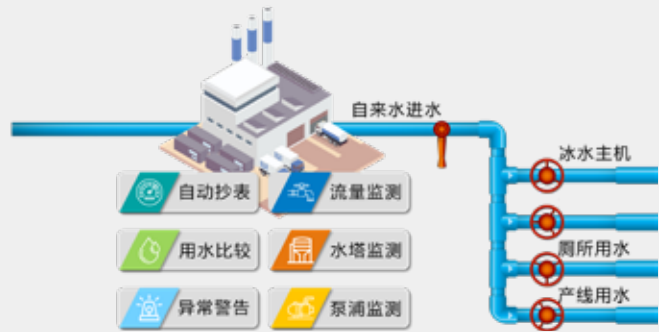 自来水进水
冰水主机
自动抄表
流量监测
用水比较
水塔监测
厕所用水
异常警告
泵浦监测
产线用水